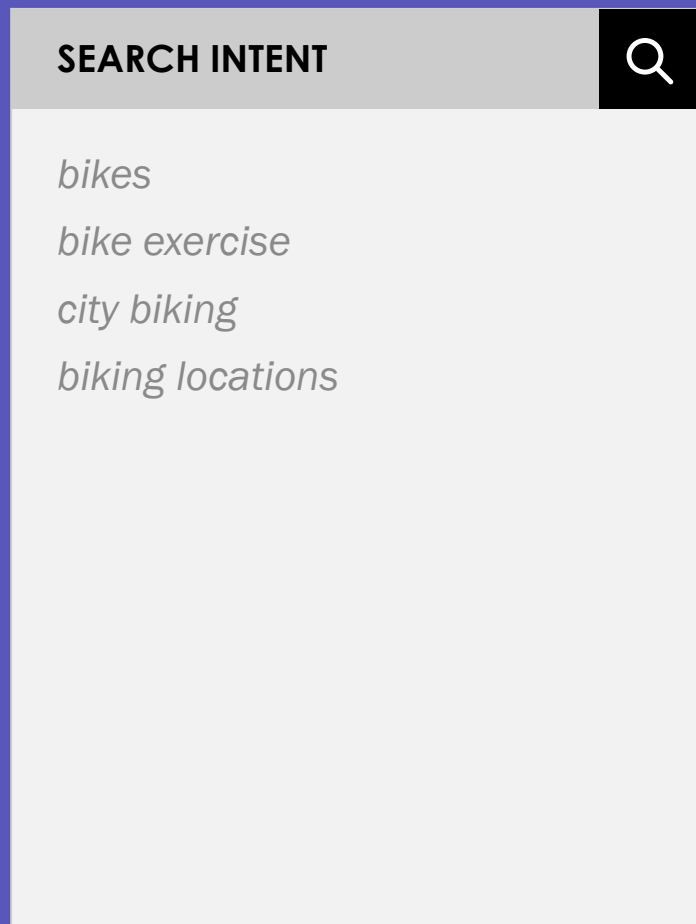 SEARCH INTENT
bikes
bike exercise
city biking
biking locations